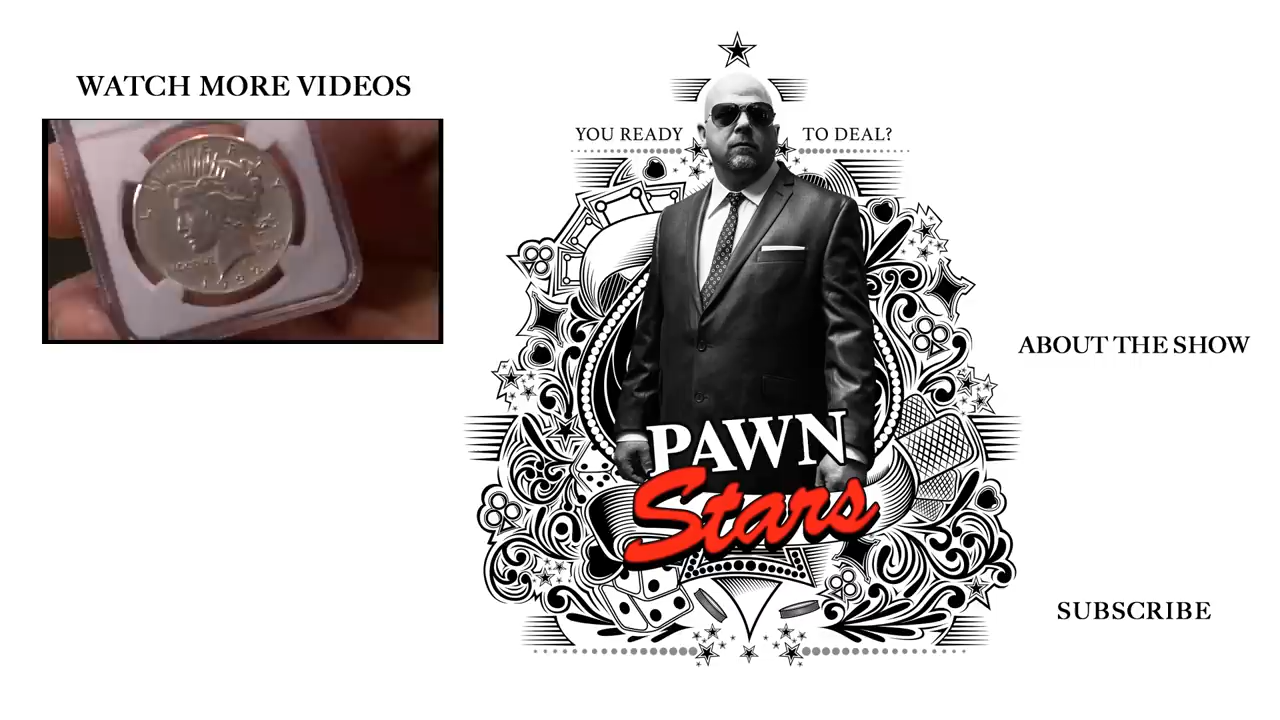 WATCH MORE VIDEOS
YOU READY TO DEAL?
PAWN
Stars
ABOUT THE SHOW
SUBSCRIBE